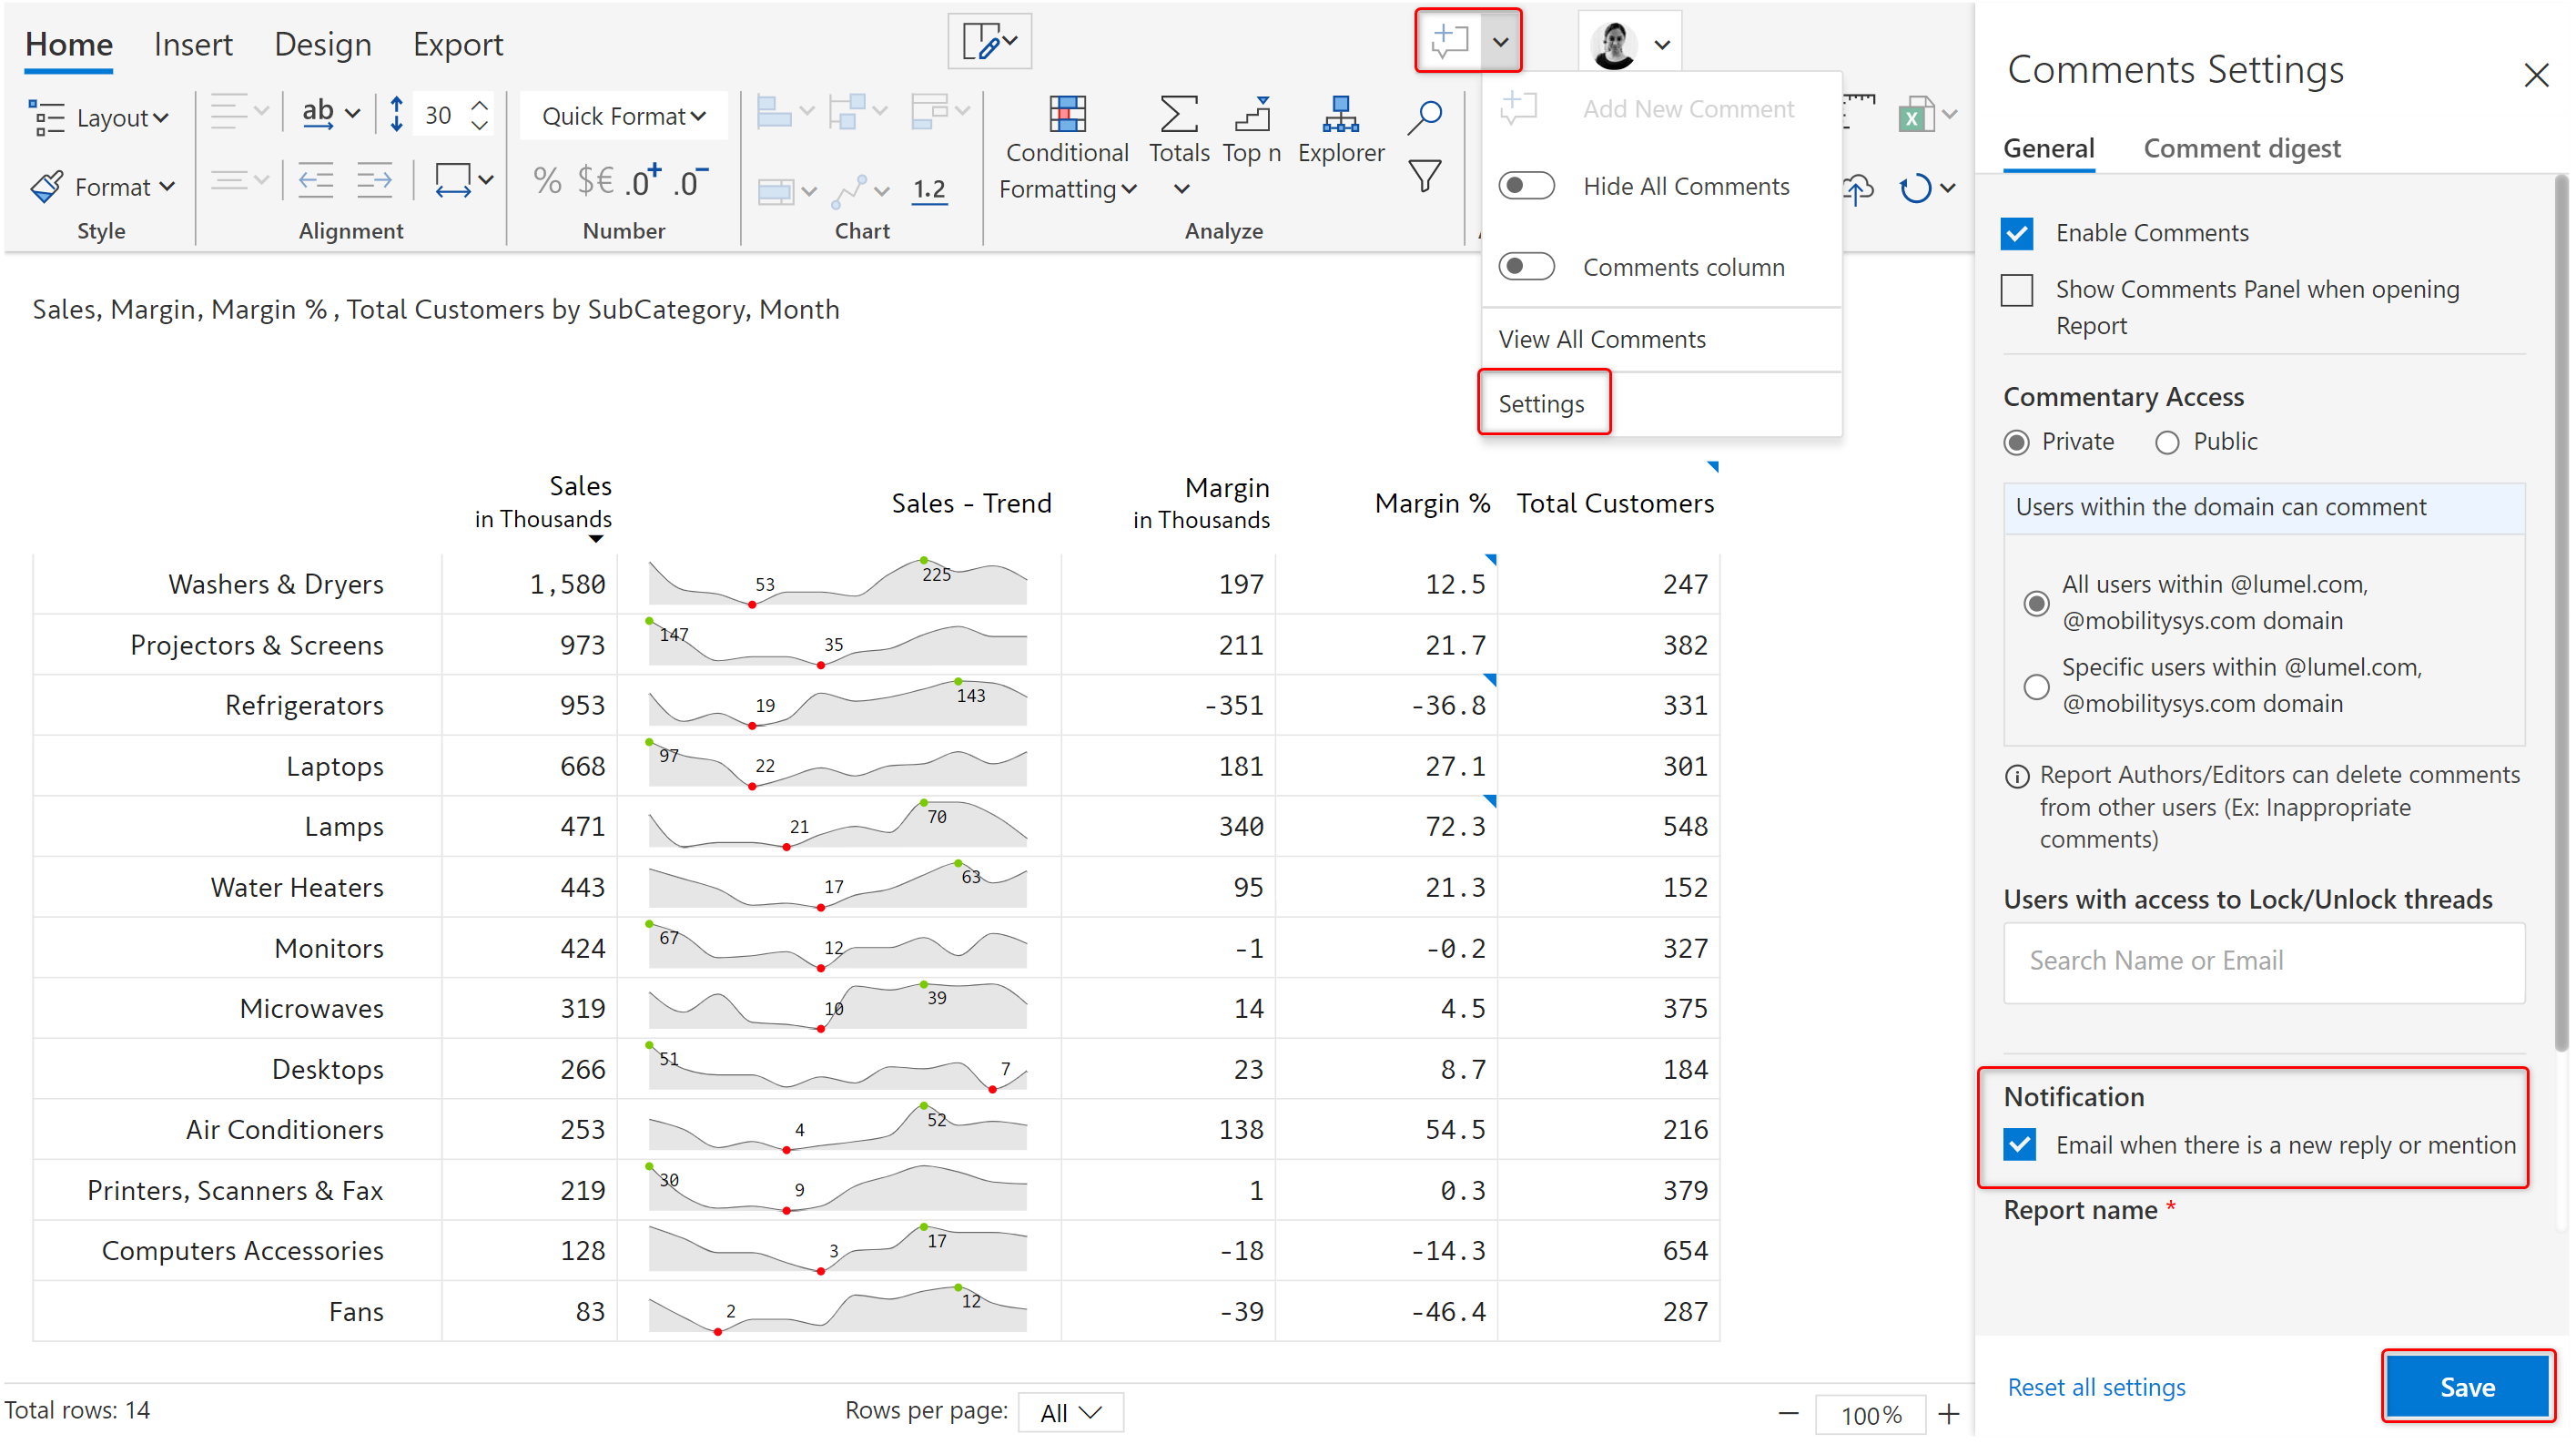 Home Insert Design Export
Layout
ab
30
Quick Format
Format
% $€ .0+ .0-
1.2
Conditional
Formatting
Totals
Top n
Explorer
Style
Alignment
Number
Chart
Analyze
Add New Comment
Hide All Comments
Comments column
View All Comments
Settings
Sales, Margin, Margin % , Total Customers by SubCategory, Month
Sales
in Thousands
Sales - Trend
Margin
in Thousands
Margin %
Total Customers
Washers & Dryers 1,580 53 225 197 12.5 247
Projectors & Screens 973 147 35 211 21.7 382
Refrigerators 953 19 143 -351 -36.8 331
Laptops 668 97 22 181 27.1 301
Lamps 471 21 70 340 72.3 548
Water Heaters 443 17 63 95 21.3 152
Monitors 424 67 12 -1 -0.2 327
Microwaves 319 10 39 14 4.5 375
Desktops 266 51 7 23 8.7 184
Air Conditioners 253 4 52 138 54.5 216
Printers, Scanners & Fax 219 30 9 1 0.3 379
Computers Accessories 128 3 17 -18 -14.3 654
Fans 83 2 12 -39 -46.4 287
Total rows: 14
Rows per page: All
100%
Comments Settings
General Comment digest
Enable Comments
Show Comments Panel when opening
Report
Commentary Access
Private Public
Users within the domain can comment
All users within @lumel.com,
@mobilitysys.com domain
Specific users within @lumel.com,
@mobilitysys.com domain
Report Authors/Editors can delete comments
from other users (Ex: Inappropriate
comments)
Users with access to Lock/Unlock threads
Search Name or Email
Notification
Email when there is a new reply or mention
Report name *
Reset all settings
Save